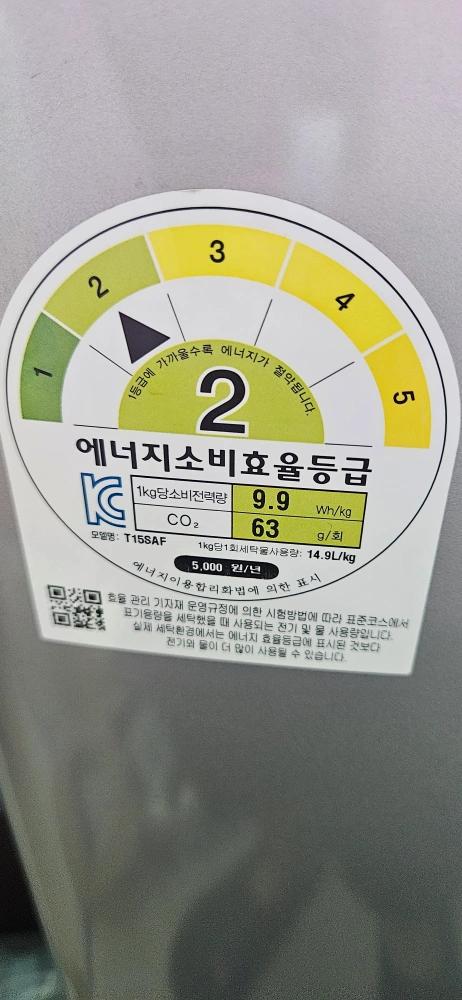 1
2
3
4
5
1등급에 가까울수록 에너지가 절약됩니다.
2
에너지소비효율등급
1kg당소비전력량 9.9 Wh/kg
CO₂ 63 g/회
모델명: T15SAF
1kg당1회세탁물사용량: 14.9L/kg
5,000 원/년
에너지이용합리화법에 의한 표시
효율 관리 기자재 운영규정에 의한 시험방법에 따라 표준코스에서
표기용량을 세탁했을 때 사용되는 전기 및 물 사용량입니다.
실제 세탁환경에서는 에너지 효율등급에 표시된 것보다
전기와 물이 더 많이 사용될 수 있습니다.